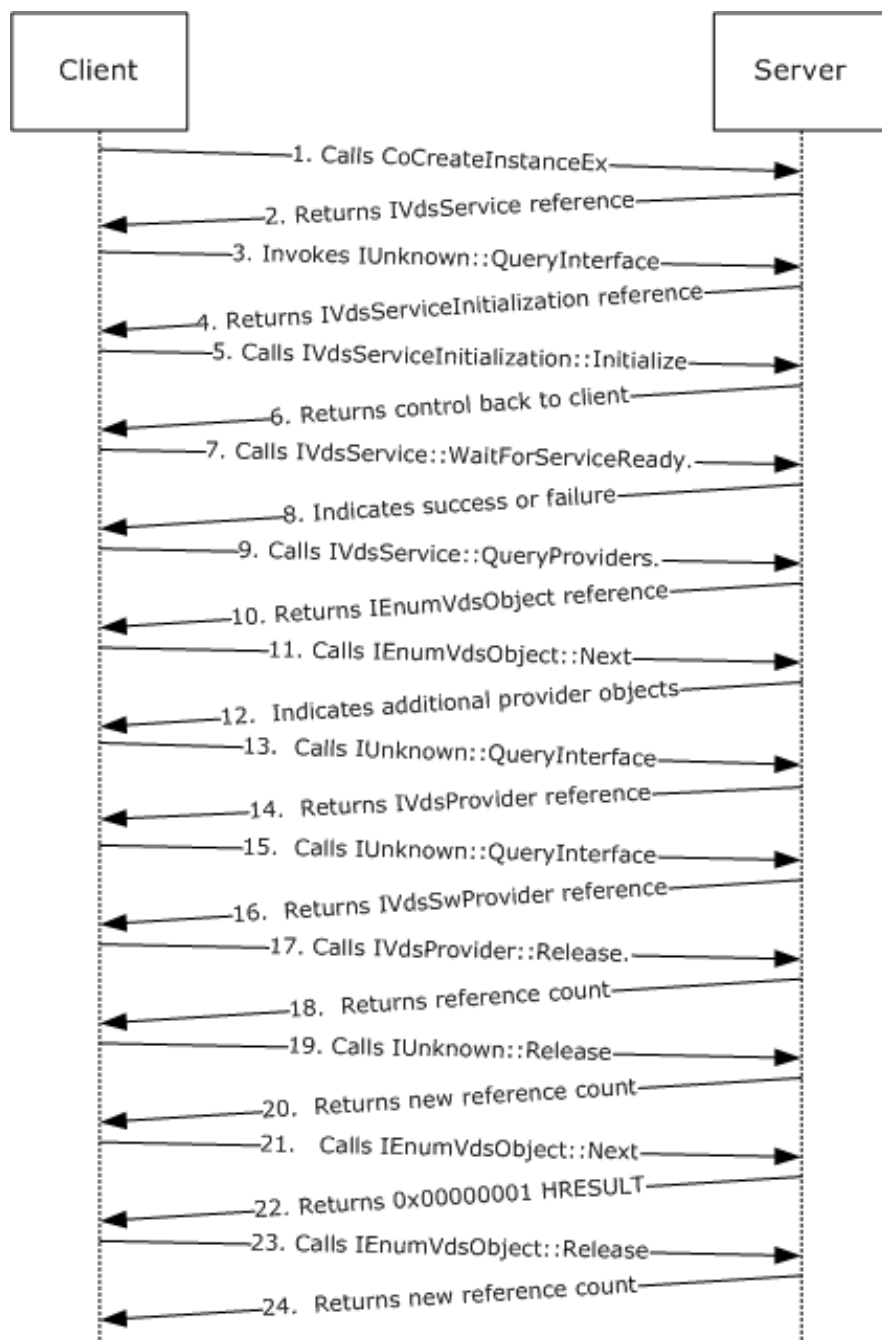 Client
Server
1. Calls CoCreateInstanceEx
2. Returns IVdsService reference
3. Invokes IUnknown::QueryInterface
4. Returns IVdsServiceInitialization reference
5. Calls IVdsServiceInitialization::Initialize
6. Returns control back to client
7. Calls IVdsService::WaitForServiceReady.
8. Indicates success or failure
9. Calls IVdsService::QueryProviders.
10. Returns IEnumVdsObject reference
11. Calls IEnumVdsObject::Next
12. Indicates additional provider objects
13. Calls IUnknown::QueryInterface
14. Returns IVdsProvider reference
15. Calls IUnknown::QueryInterface
16. Returns IVdsSwProvider reference
17. Calls IVdsProvider::Release.
18. Returns reference count
19. Calls IUnknown::Release
20. Returns new reference count
21. Calls IEnumVdsObject::Next
22. Returns 0x00000001 HRESULT
23. Calls IEnumVdsObject::Release
24. Returns new reference count